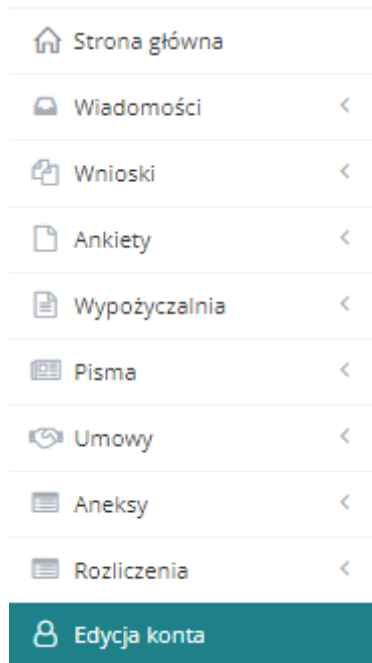 Strona główna
Wiadomości
Wnioski
Ankiety
Wypożyczalnia
Pisma
Umowy
Aneksy
Rozliczenia
Edycja konta